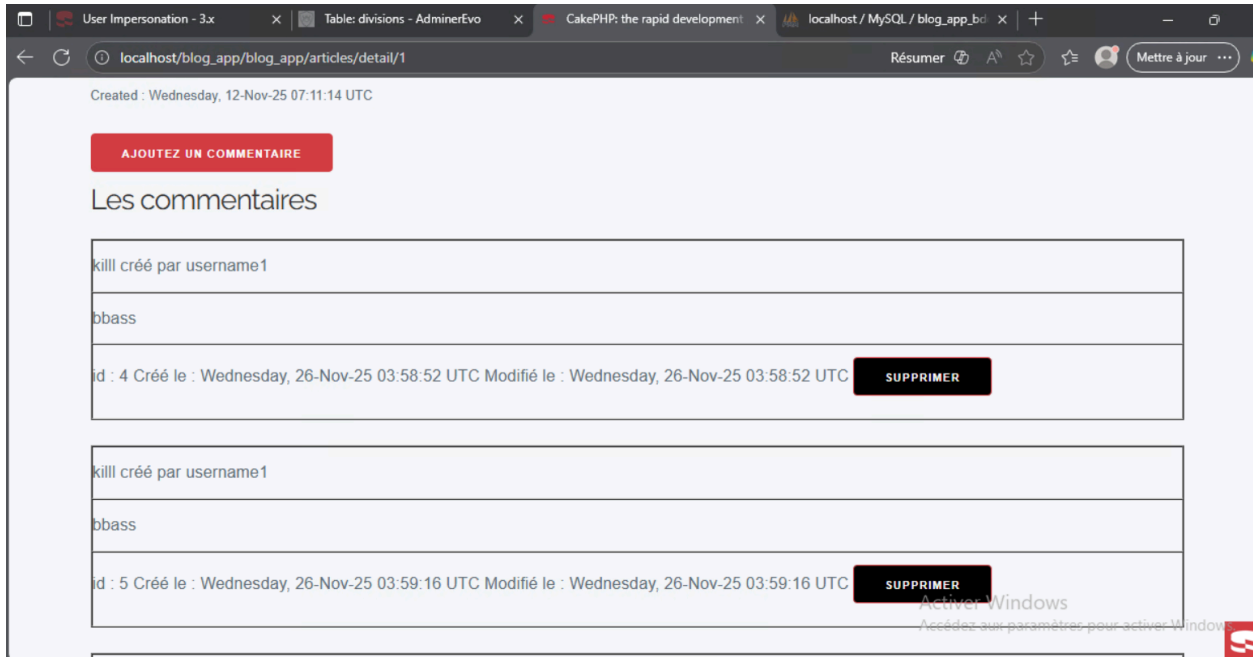 User Impersonation - 3.x
Table: divisions - AdminerEvo
CakePHP: the rapid development
localhost / MySQL / blog_app_bd
localhost/blog_app/blog_app/articles/detail/1
Résumer
Mettre à jour
Created : Wednesday, 12-Nov-25 07:11:14 UTC
AJOUTEZ UN COMMENTAIRE
Les commentaires
killl créé par username1
bbass
id : 4 Créé le : Wednesday, 26-Nov-25 03:58:52 UTC Modifié le : Wednesday, 26-Nov-25 03:58:52 UTC SUPPRIMER
killl créé par username1
bbass
id : 5 Créé le : Wednesday, 26-Nov-25 03:59:16 UTC Modifié le : Wednesday, 26-Nov-25 03:59:16 UTC SUPPRIMER
Activer Windows
Accédez aux paramètres pour activer Windows.